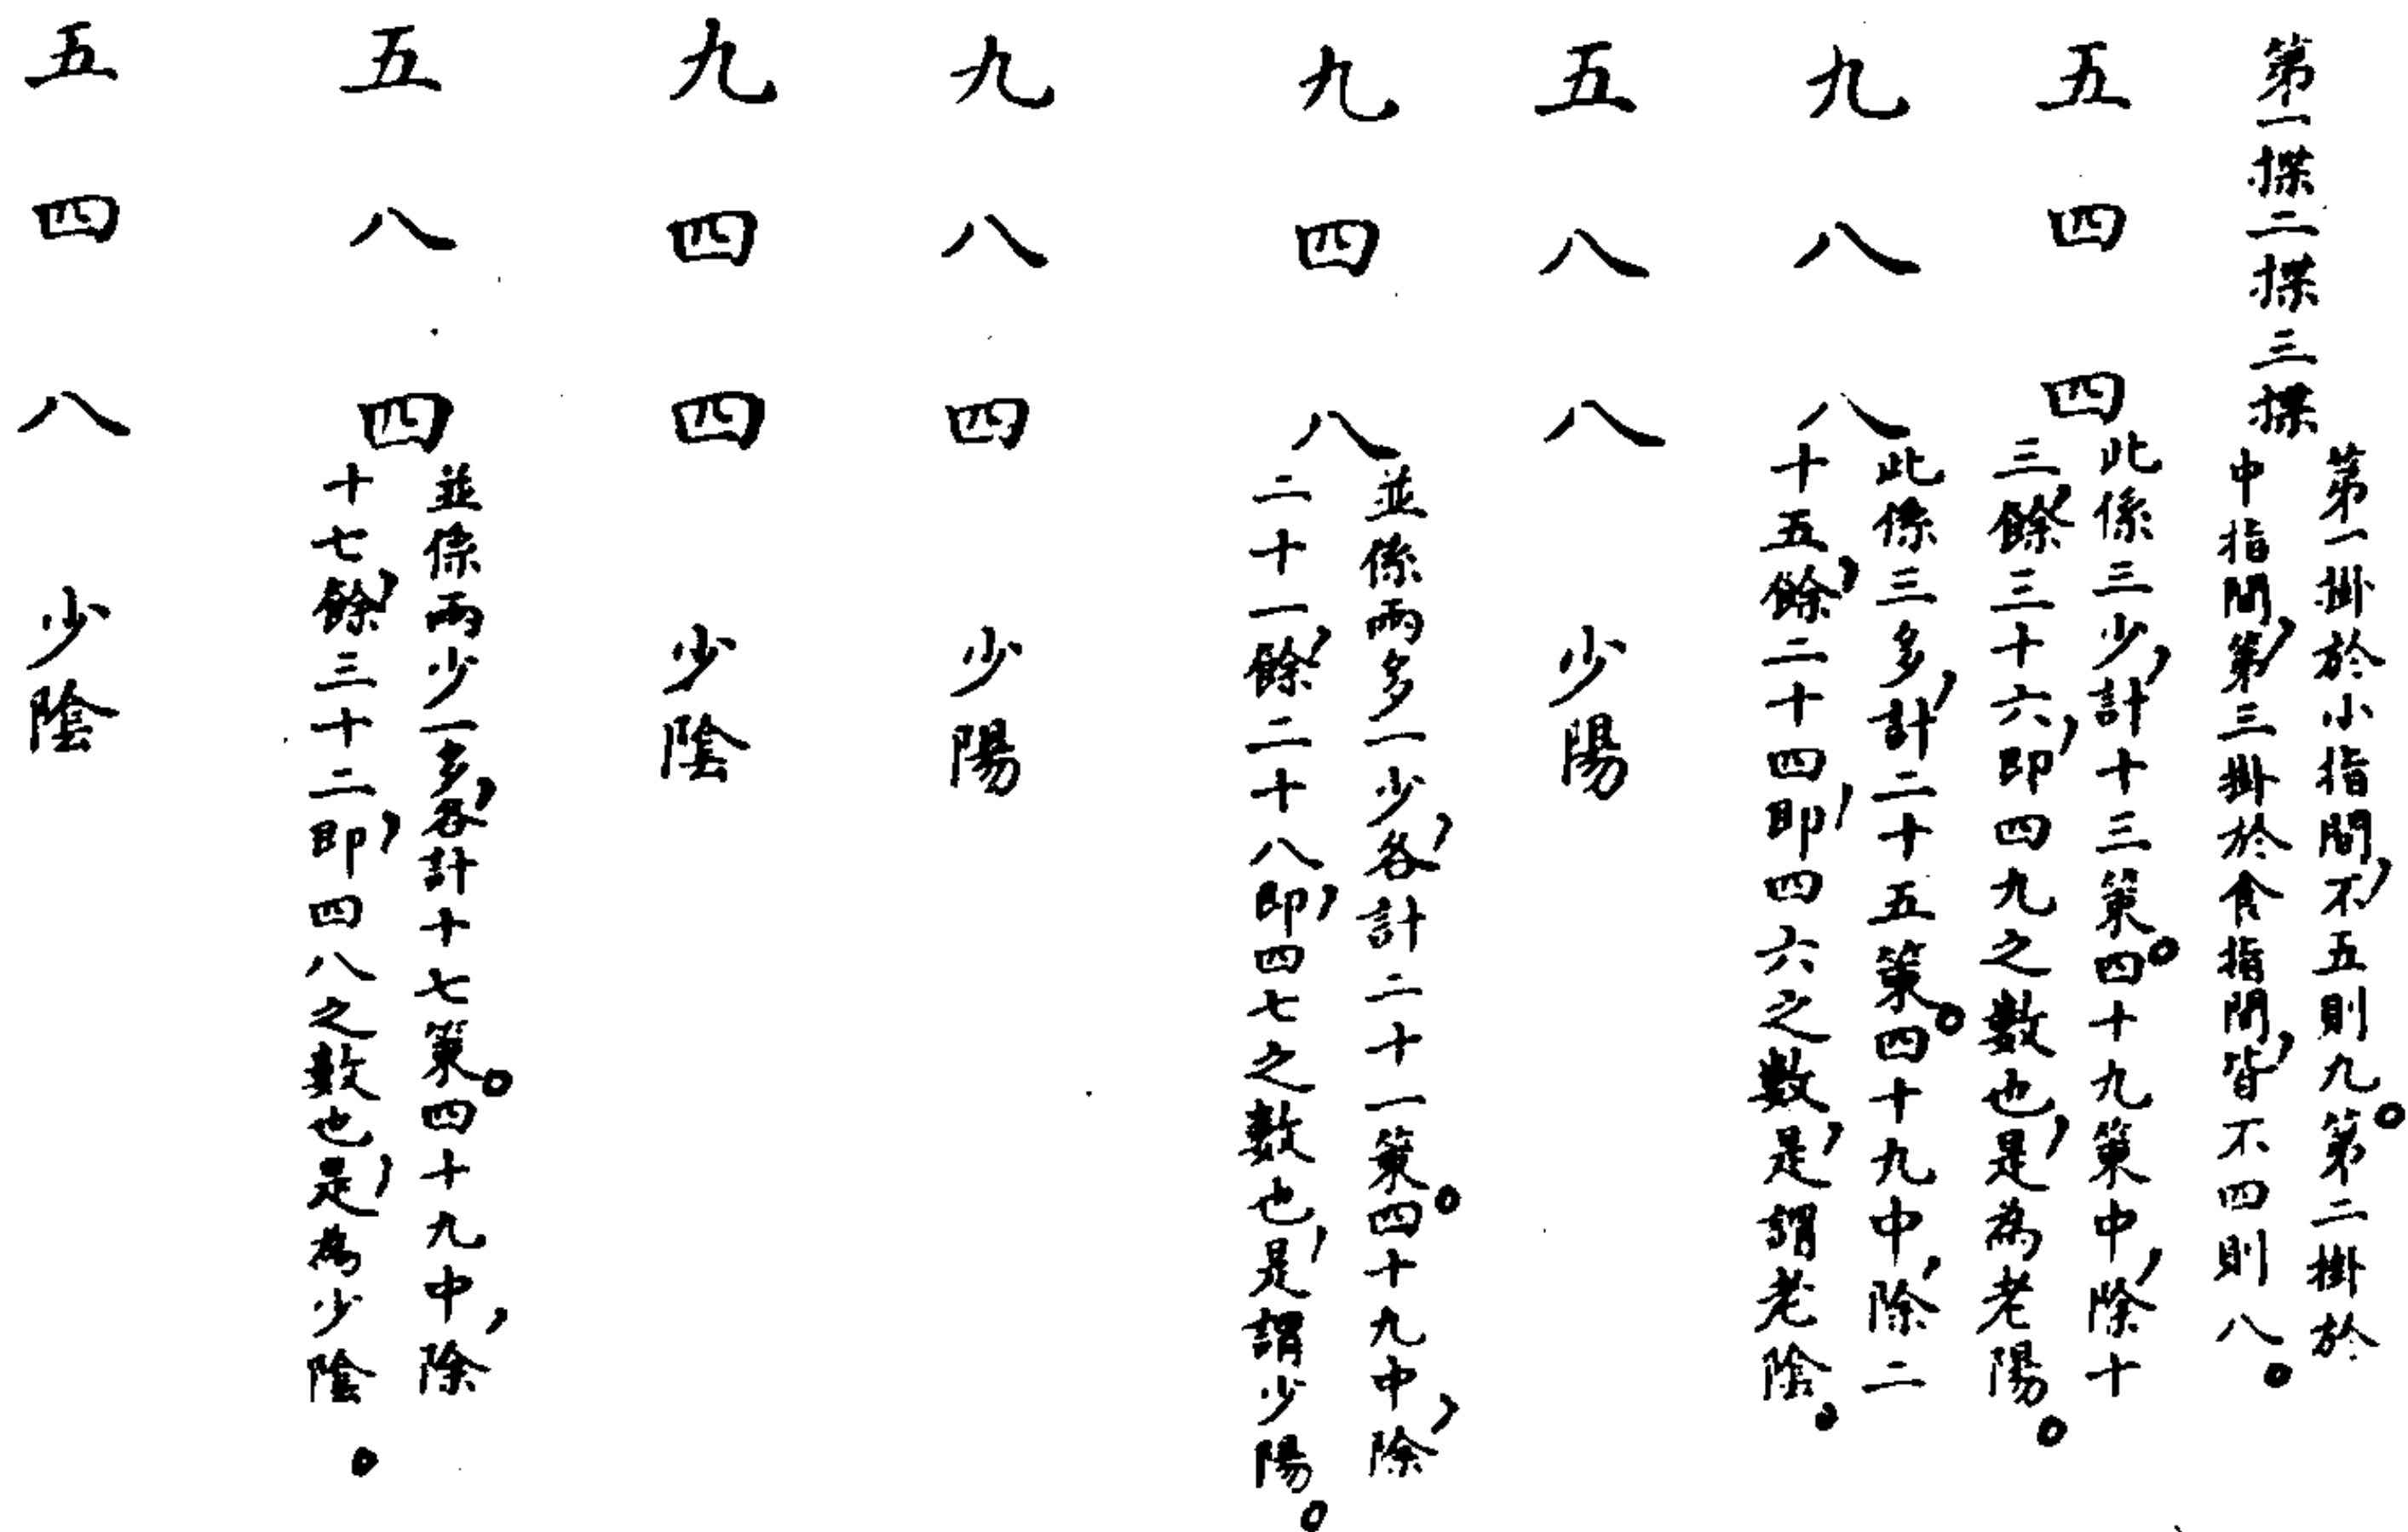 第一揲二揲三揲
第一掛於小指間，不五則九。第二掛於
中指間，第三掛於食指間，皆不四則八。
五 四 四
此係三少，計十三策。四十九策中，除十
三，餘三十六，即四九之數也，是為老陽。
九 八 八
此係三多，計二十五策。四十九中，除二
十五，餘二十四，即四六之數，是謂老陰。
五 八 八 少陽
九 四 八
並係兩多一少，各計二十一策。四十九中，除
二十一，餘二十八，即四七之數也，是謂少陽。
九 八 四 少陽
九 四 四 少陰
五 八 四
並係兩少一多，各計十七策。四十九中，除
十七，餘三十二，即四八之數也，是為少陰。
五 四 八 少陰